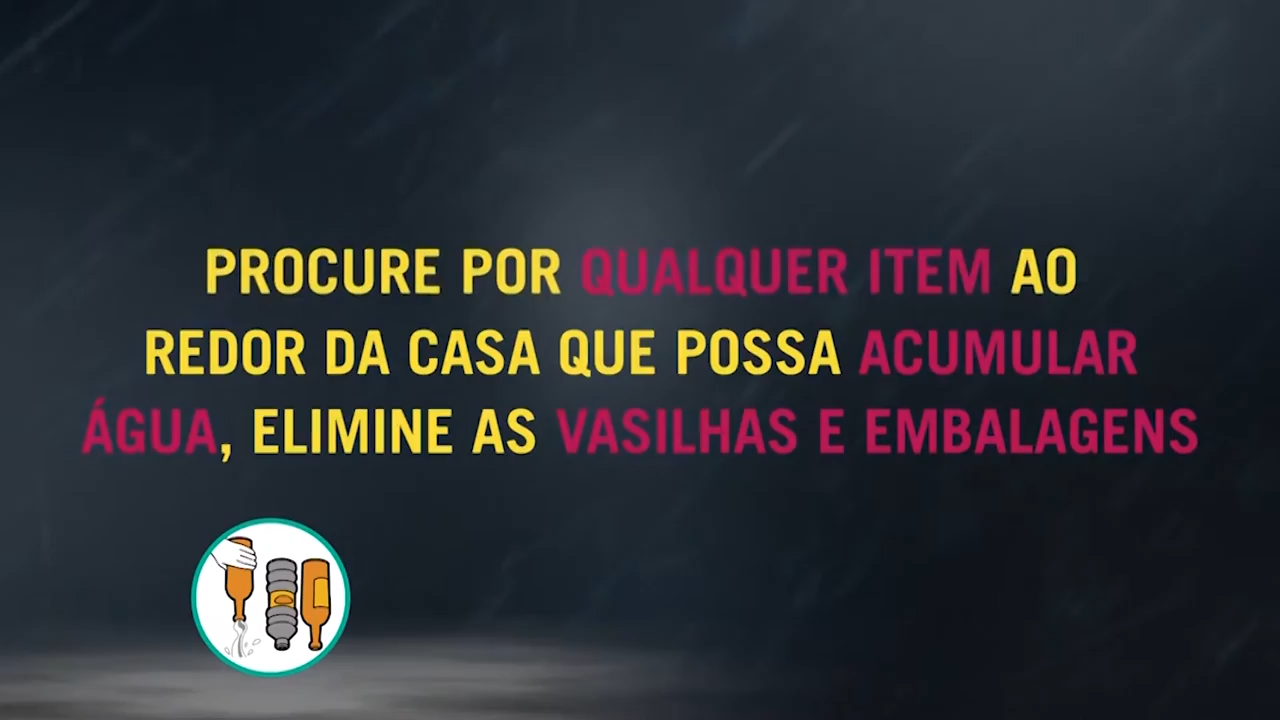 PROCURE POR QUALQUER ITEM AO
REDOR DA CASA QUE POSSA ACUMULAR
ÁGUA, ELIMINE AS VASILHAS E EMBALAGENS